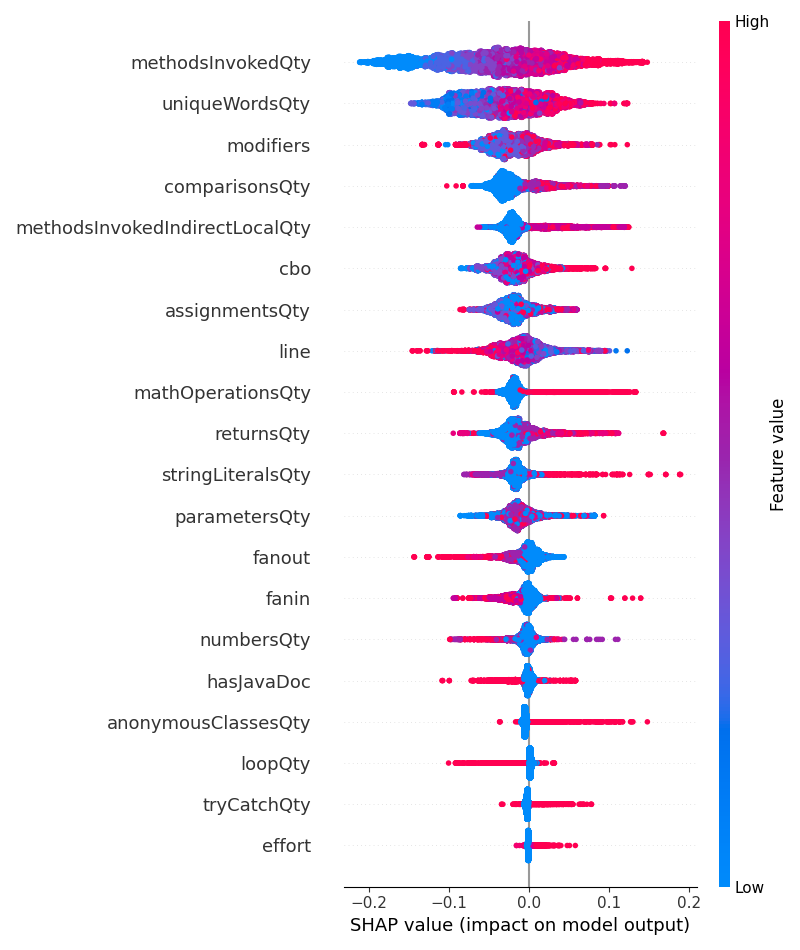 High
methodsInvokedQty
uniqueWordsQty
modifiers
comparisonsQty
methodsInvokedIndirectLocalQty
cbo
assignmentsQty
line
mathOperationsQty
returnsQty
stringLiteralsQty
parametersQty
fanout
fanin
numbersQty
hasJavaDoc
anonymousClassesQty
loopQty
tryCatchQty
effort
Feature value
Low
−0.2 −0.1 0.0 0.1 0.2
SHAP value (impact on model output)